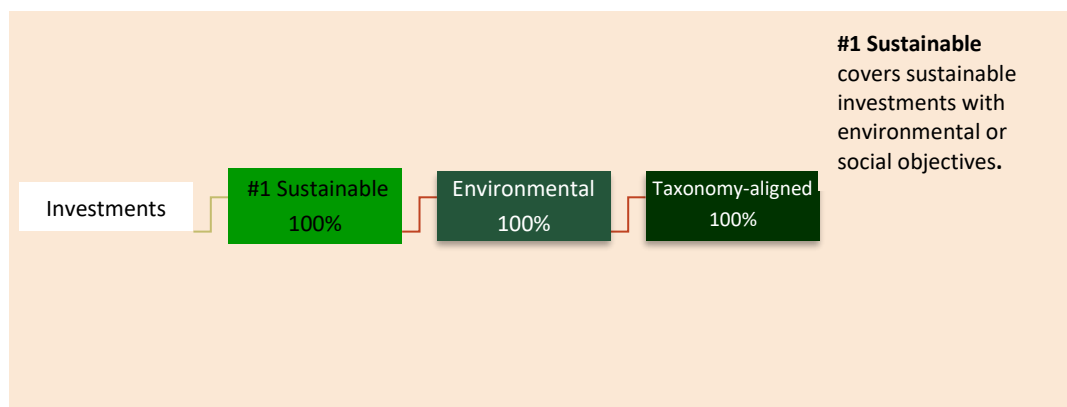 #1 Sustainable
covers sustainable
investments with
environmental or
social objectives.
Investments
#1 Sustainable
100%
Environmental
100%
Taxonomy-aligned
100%